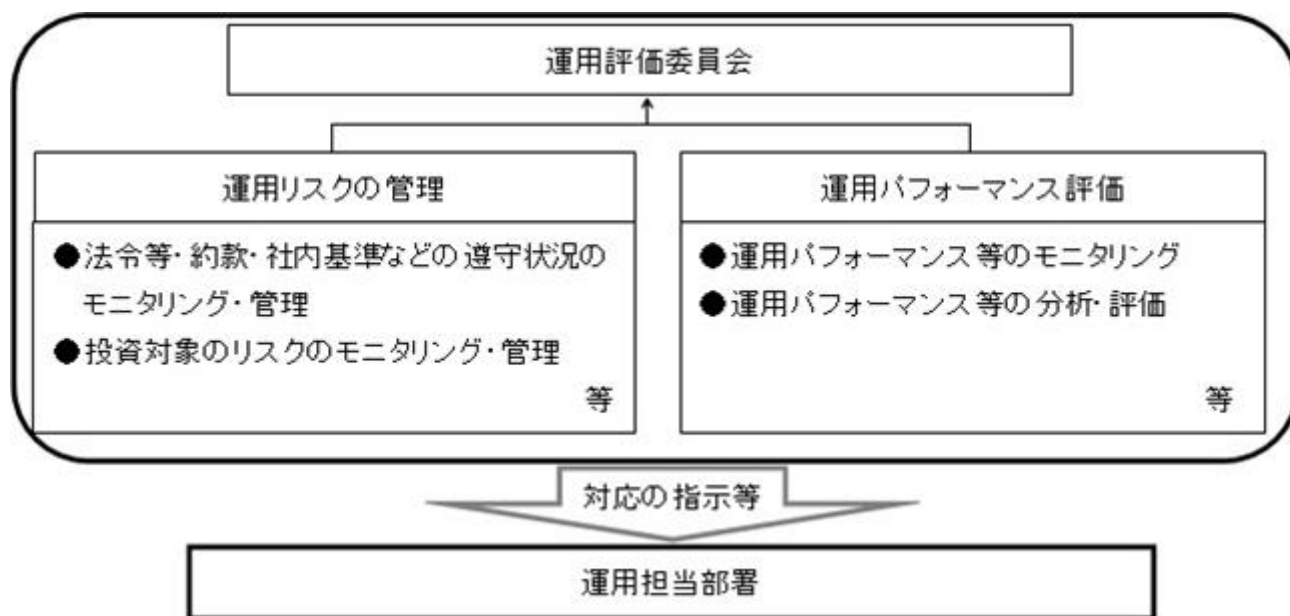 運用評価委員会
運用リスクの管理
●法令等・約款・社内基準などの遵守状況の
モニタリング・管理
●投資対象のリスクのモニタリング・管理
等
運用パフォーマンス評価
●運用パフォーマンス等のモニタリング
●運用パフォーマンス等の分析・評価
等
対応の指示等
運用担当部署